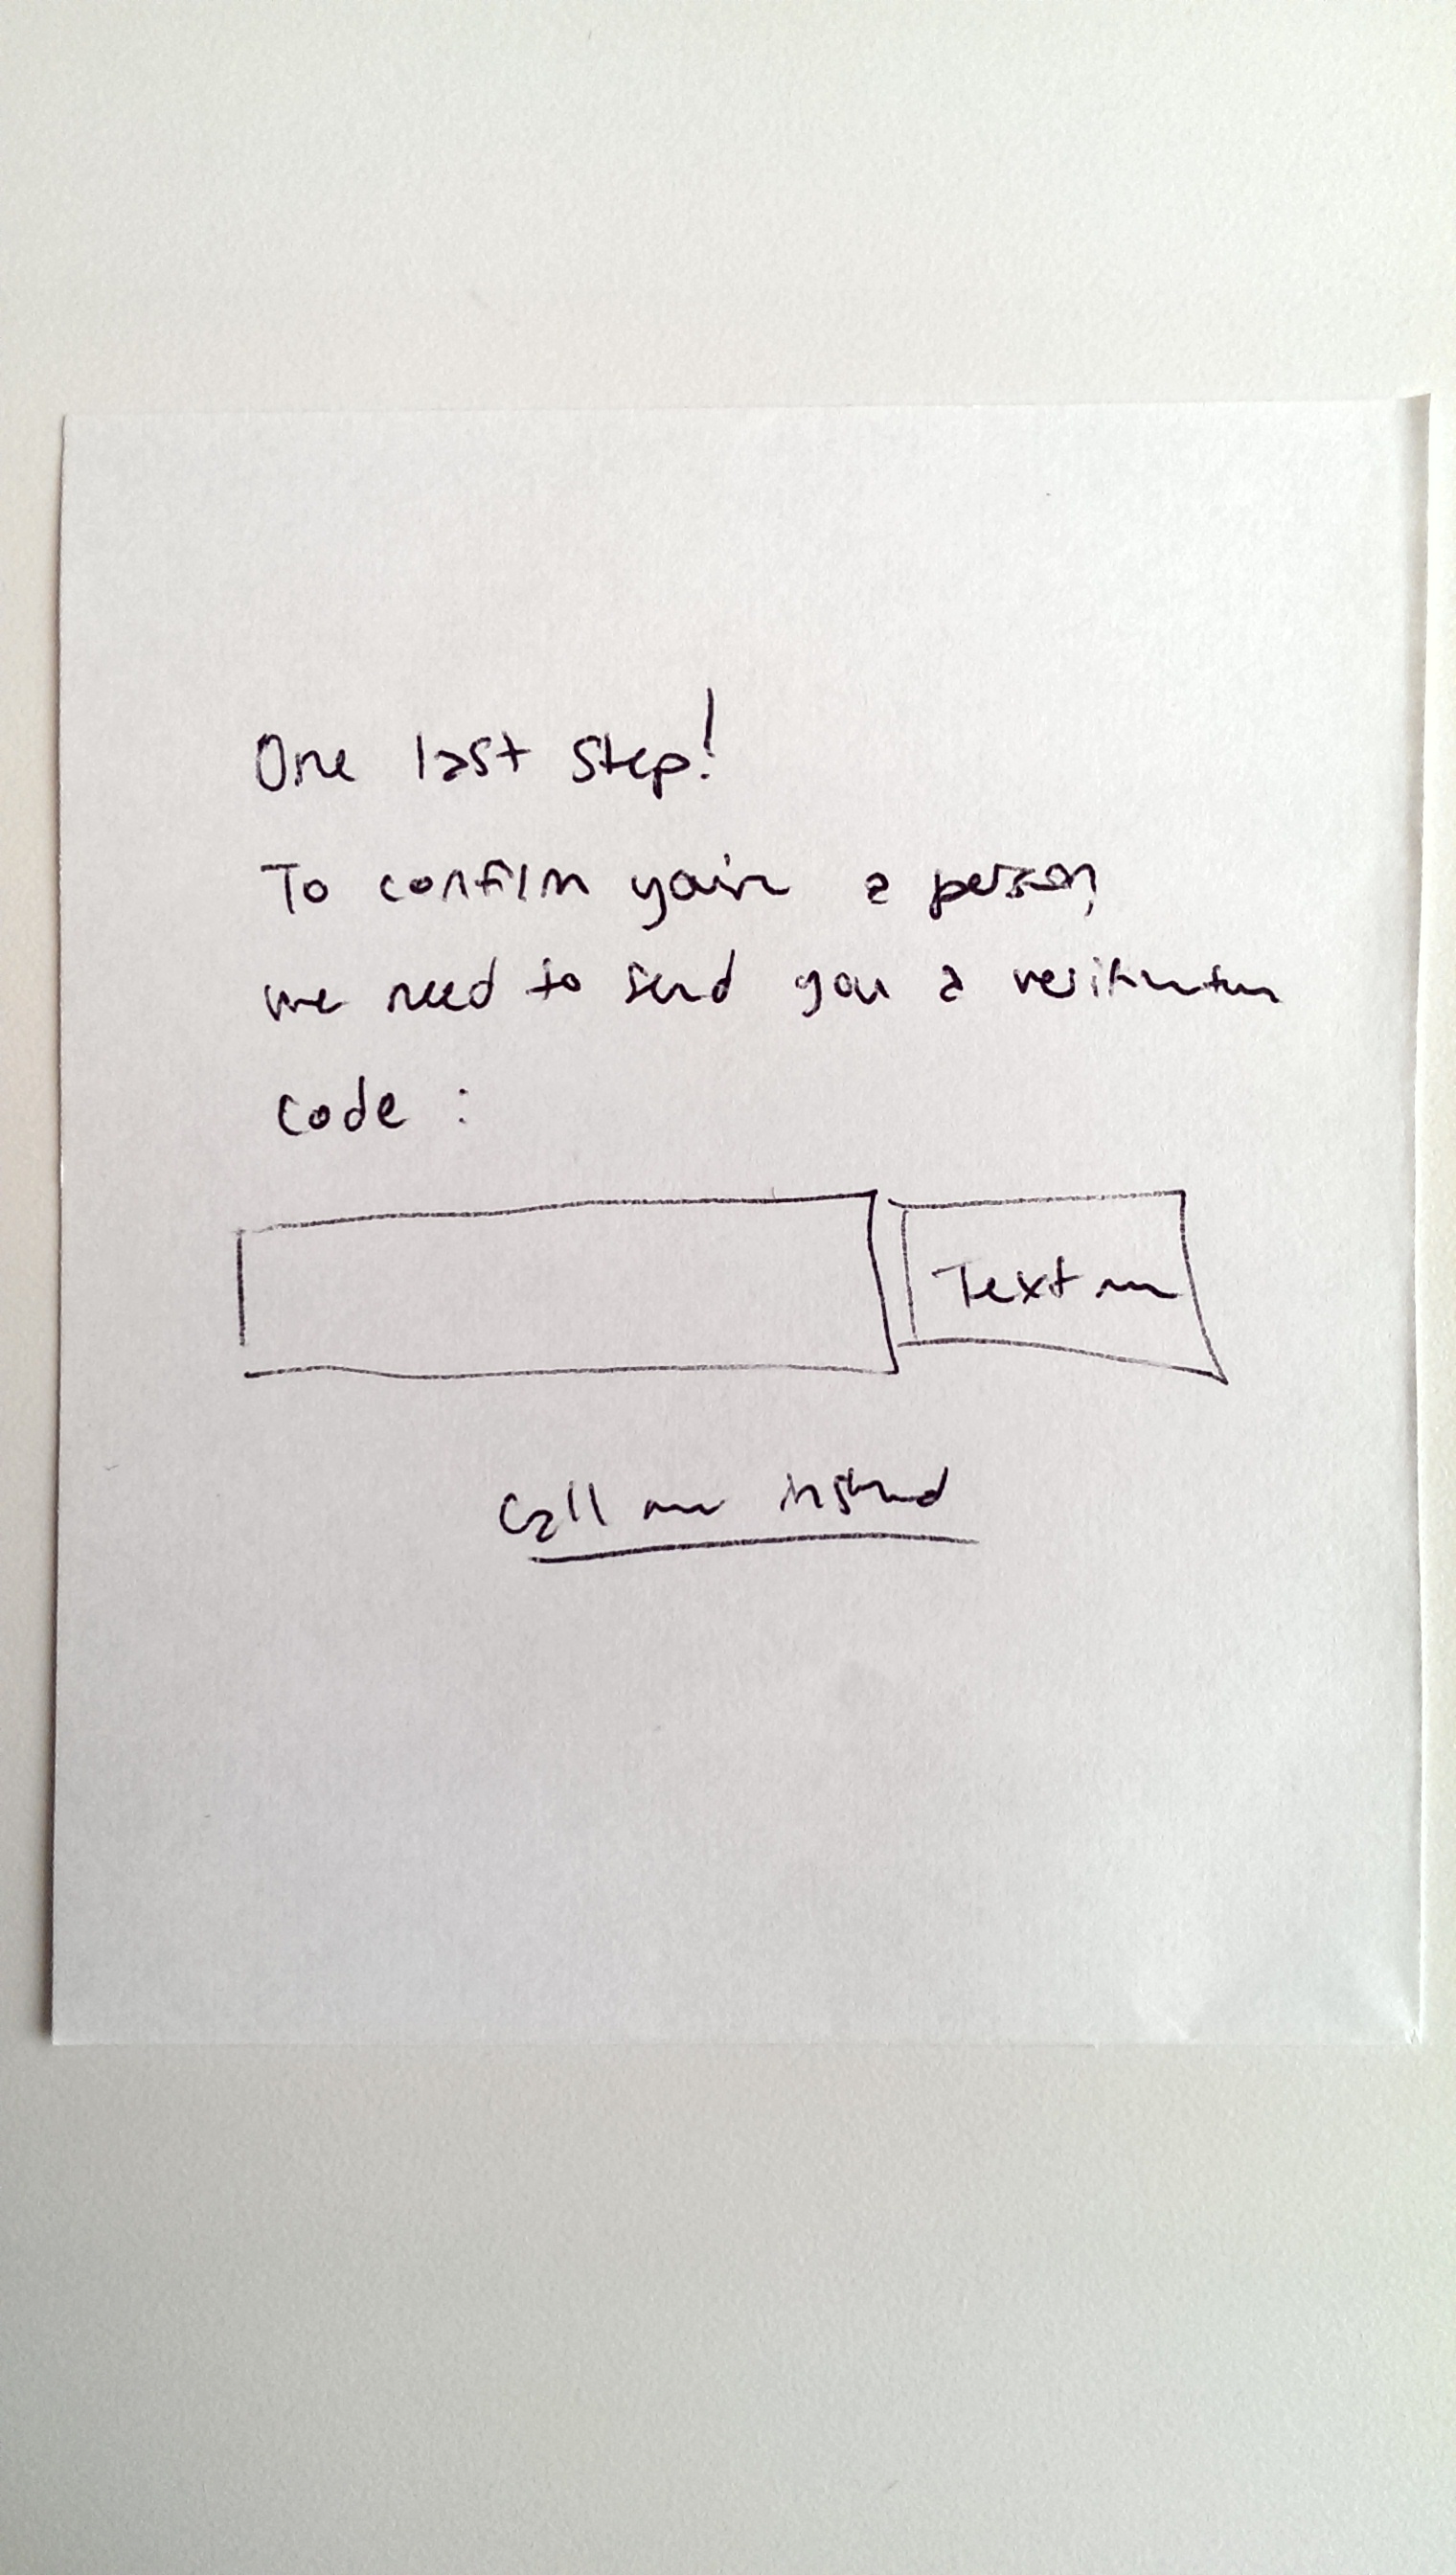 One last step!
To confirm you're a person,
we need to send you a verification
code :
Text me
Call me instead